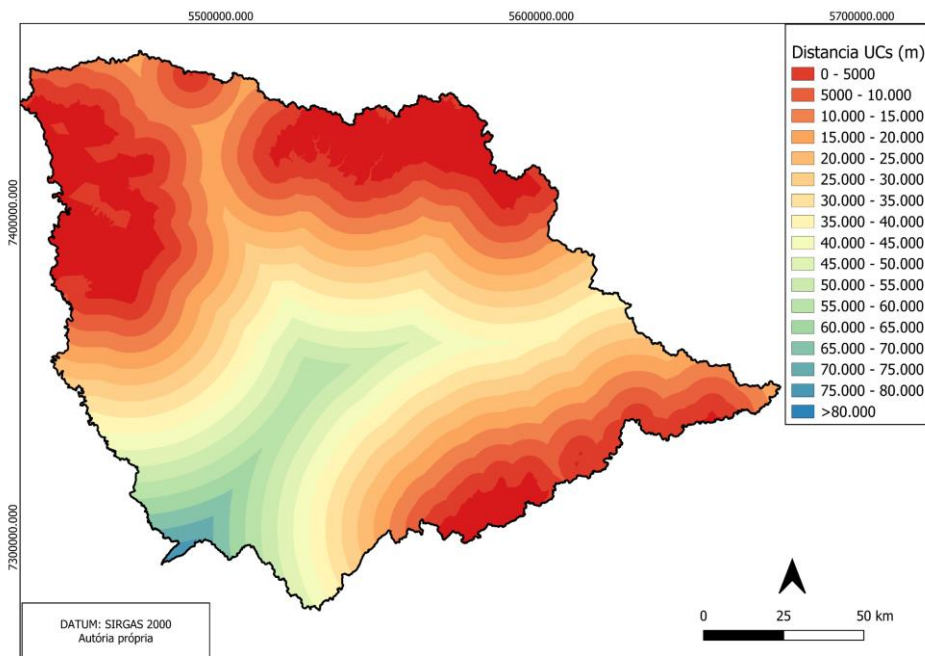 5500000.000
5600000.000
5700000.000
7400000.000
7300000.000
Distancia UCs (m)
0 - 5000
5000 - 10.000
10.000 - 15.000
15.000 - 20.000
20.000 - 25.000
25.000 - 30.000
30.000 - 35.000
35.000 - 40.000
40.000 - 45.000
45.000 - 50.000
50.000 - 55.000
55.000 - 60.000
60.000 - 65.000
65.000 - 70.000
70.000 - 75.000
75.000 - 80.000
>80.000
DATUM: SIRGAS 2000
Autória própria
0
25
50 km